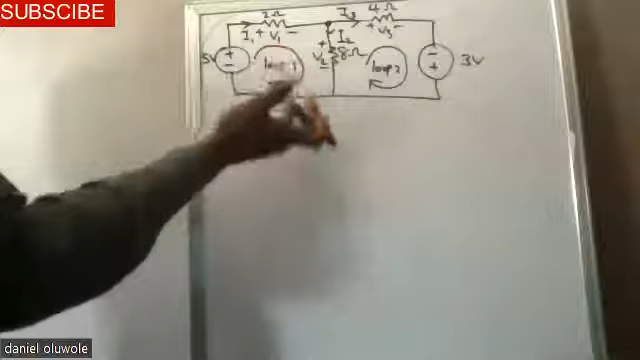 SUBSCIBE
2Ω I3 4Ω
I1 + V1 - I2 + V3 -
5V + - loop 1 + V2 - 8Ω loop 2 - + 3V
daniel oluwole